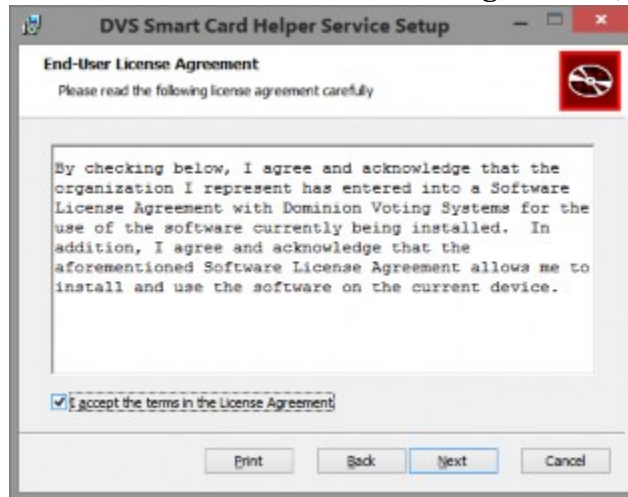 DVS Smart Card Helper Service Setup
End-User License Agreement
Please read the following license agreement carefully
By checking below, I agree and acknowledge that the
organization I represent has entered into a Software
License Agreement with Dominion Voting Systems for the
use of the software currently being installed.  In
addition, I agree and acknowledge that the
aforementioned Software License Agreement allows me to
install and use the software on the current device.
I accept the terms in the License Agreement
Print Back Next Cancel